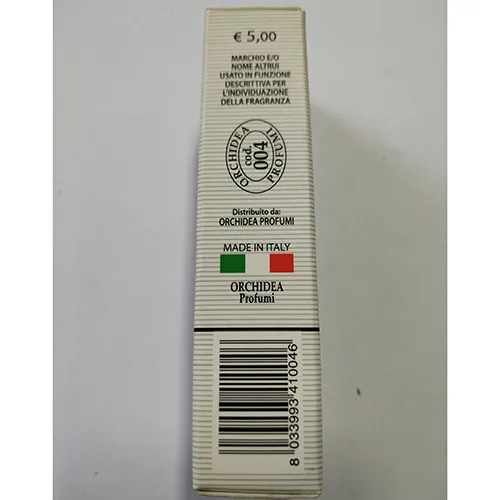 € 5,00
MARCHIO E/O
NOME ALTRUI
USATO IN FUNZIONE
DESCRITTIVA PER
L'INDIVIDUAZIONE
DELLA FRAGRANZA
ORCHIDEA PROFUMI
cod.
004
Distribuito da:
ORCHIDEA PROFUMI
MADE IN ITALY
ORCHIDEA
Profumi
8 033993 410046